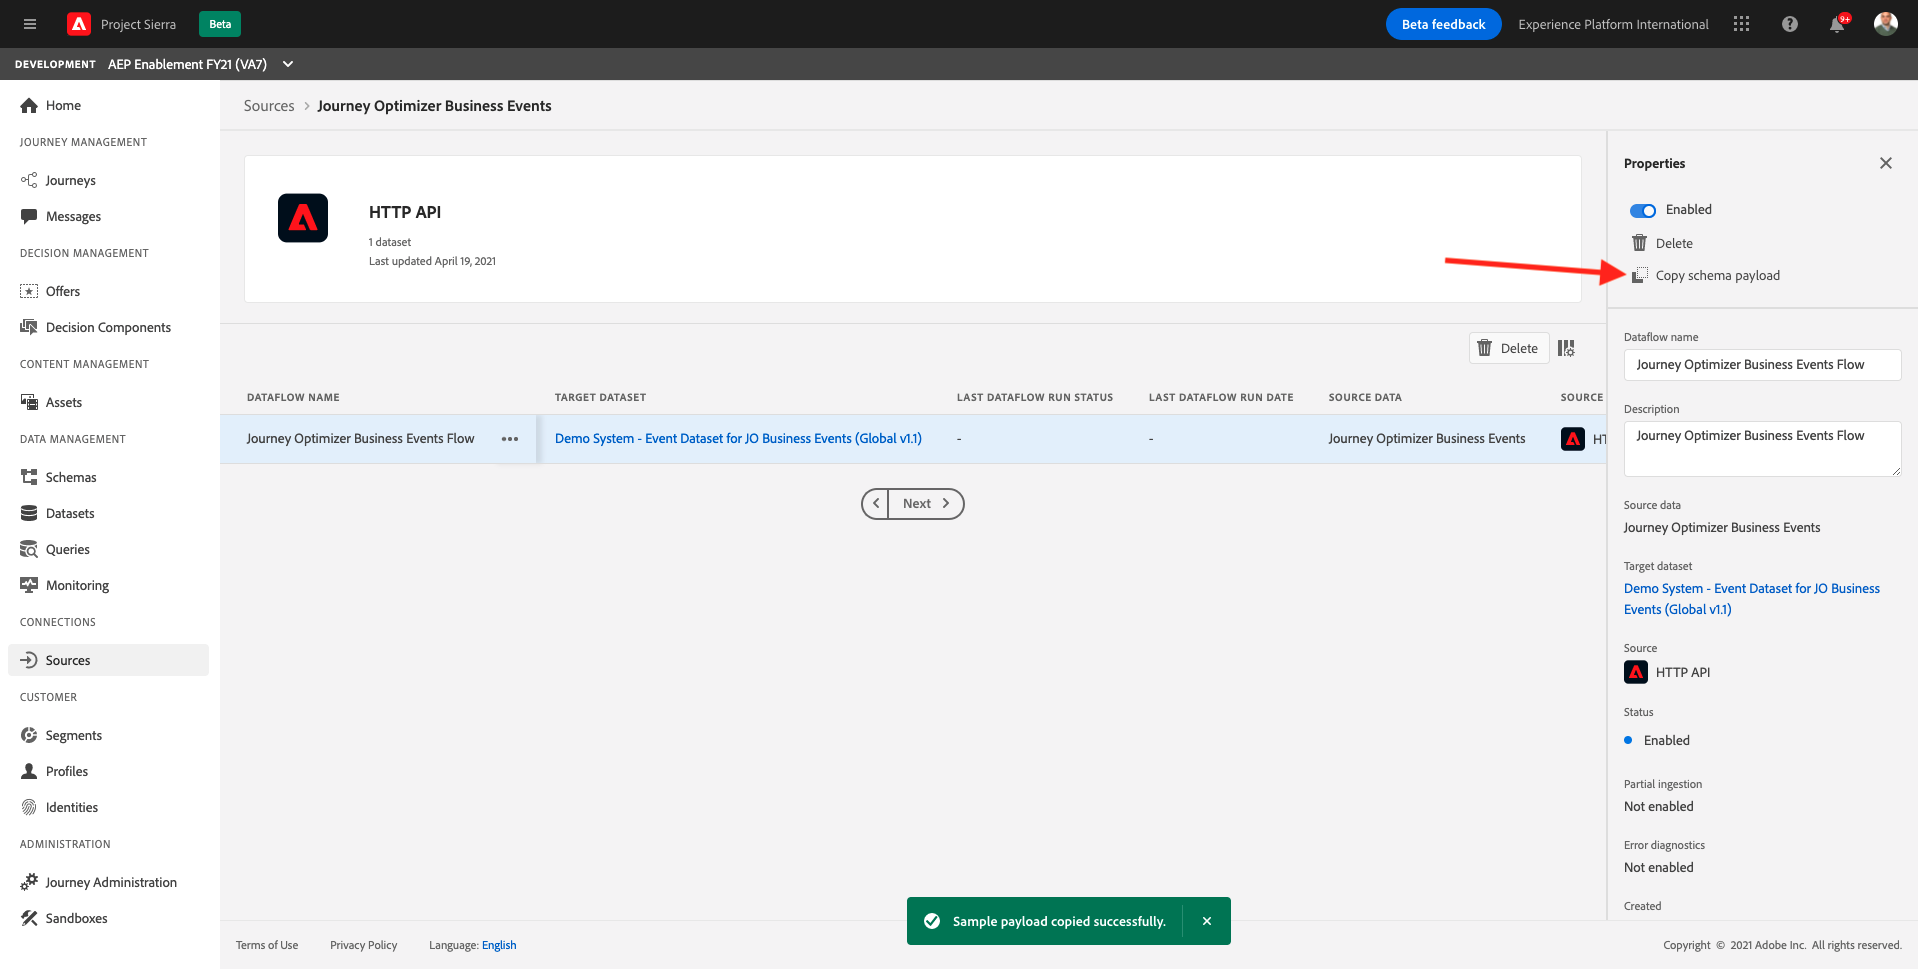 Project Sierra
Beta
Beta feedback
Experience Platform International
9+
DEVELOPMENT AEP Enablement FY21 (VA7)
Home
JOURNEY MANAGEMENT
Journeys
Messages
DECISION MANAGEMENT
Offers
Decision Components
CONTENT MANAGEMENT
Assets
DATA MANAGEMENT
Schemas
Datasets
Queries
Monitoring
CONNECTIONS
Sources
CUSTOMER
Segments
Profiles
Identities
ADMINISTRATION
Journey Administration
Sandboxes
Sources > Journey Optimizer Business Events
HTTP API
1 dataset
Last updated April 19, 2021
Delete
DATAFLOW NAME TARGET DATASET LAST DATAFLOW RUN STATUS LAST DATAFLOW RUN DATE SOURCE DATA SOURCE
Journey Optimizer Business Events Flow ••• Demo System - Event Dataset for JO Business Events (Global v1.1) - - Journey Optimizer Business Events HT
Next
Properties
Enabled
Delete
Copy schema payload
Dataflow name
Journey Optimizer Business Events Flow
Description
Journey Optimizer Business Events Flow
Source data
Journey Optimizer Business Events
Target dataset
Demo System - Event Dataset for JO Business
Events (Global v1.1)
Source
HTTP API
Status
Enabled
Partial ingestion
Not enabled
Error diagnostics
Not enabled
Created
Sample payload copied successfully.
Terms of Use Privacy Policy Language: English
Copyright © 2021 Adobe Inc. All rights reserved.